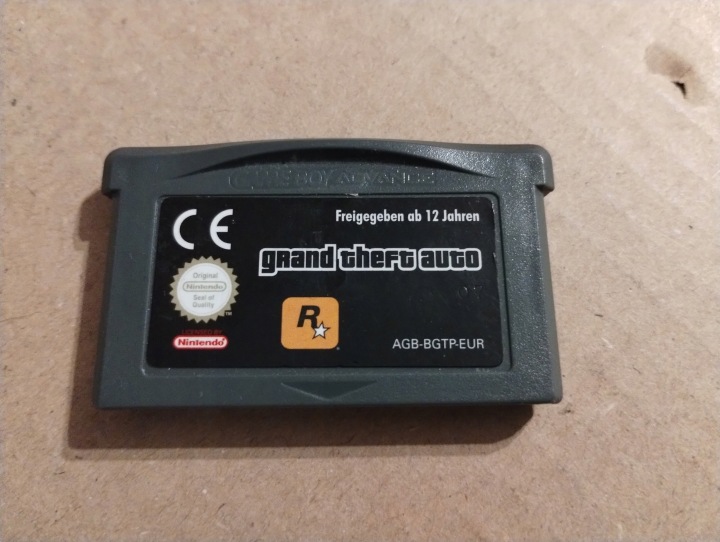 GAME BOY ADVANCE
CE
Freigegeben ab 12 Jahren
grand theft auto
Original
Nintendo
Seal of
Quality
TM
LICENSED BY
Nintendo
R
AGB-BGTP-EUR